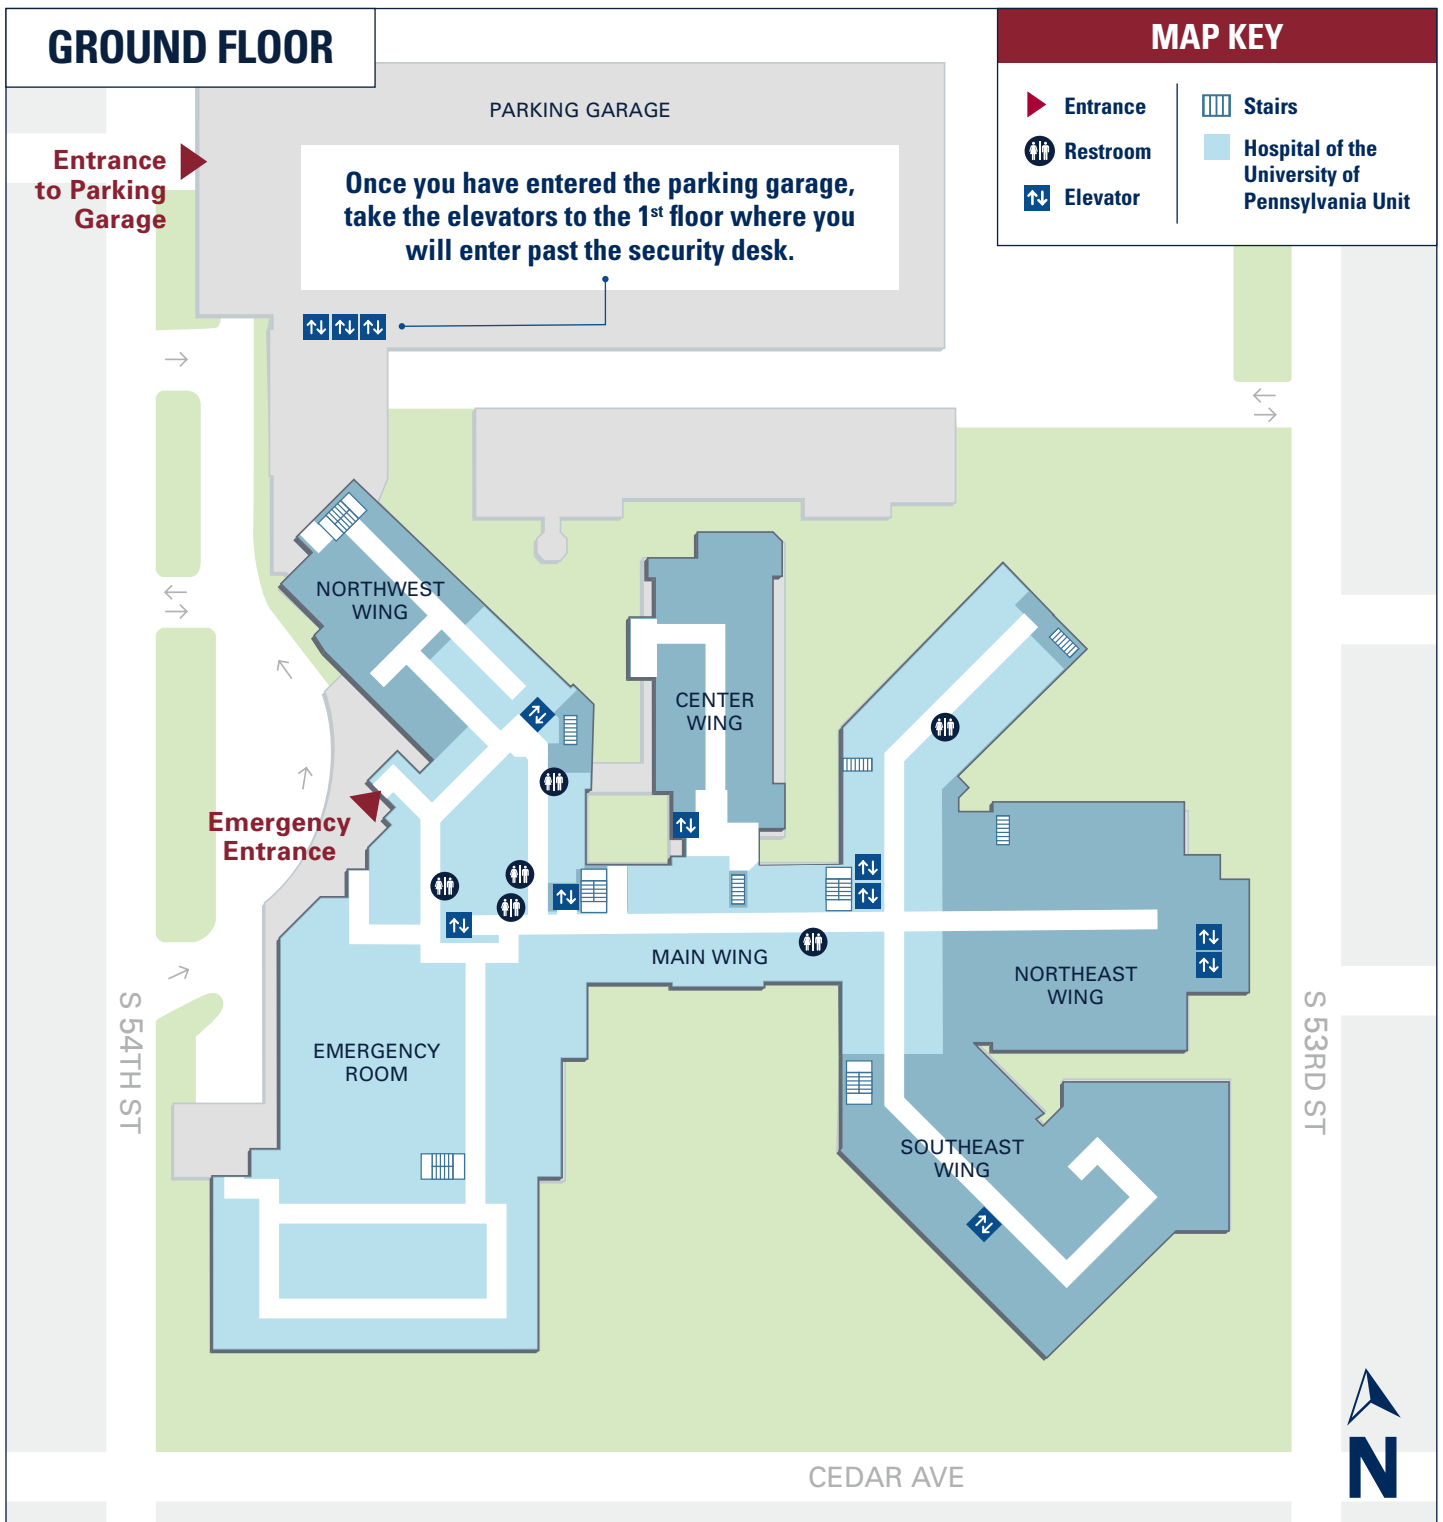 GROUND FLOOR
MAP KEY
Entrance
Restroom
Elevator
Stairs
Hospital of the
University of
Pennsylvania Unit
PARKING GARAGE
Entrance
to Parking
Garage
Once you have entered the parking garage,
take the elevators to the 1st floor where you
will enter past the security desk.
NORTHWEST
WING
CENTER
WING
Emergency
Entrance
MAIN WING
NORTHEAST
WING
EMERGENCY
ROOM
SOUTHEAST
WING
S 54TH ST
S 53RD ST
CEDAR AVE
N